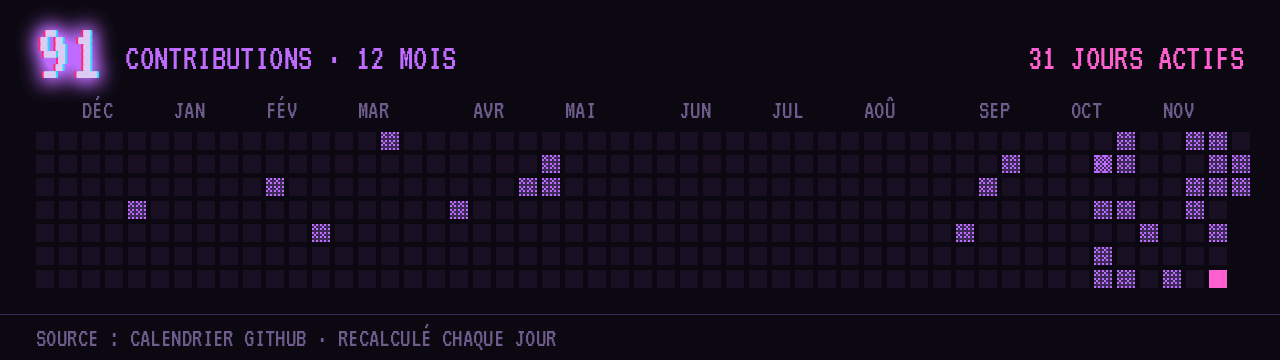 91 CONTRIBUTIONS · 12 MOIS 31 JOURS ACTIFS
DÉC JAN FÉV MAR AVR MAI JUN JUL AOÛ SEP OCT NOV
SOURCE : CALENDRIER GITHUB · RECALCULÉ CHAQUE JOUR